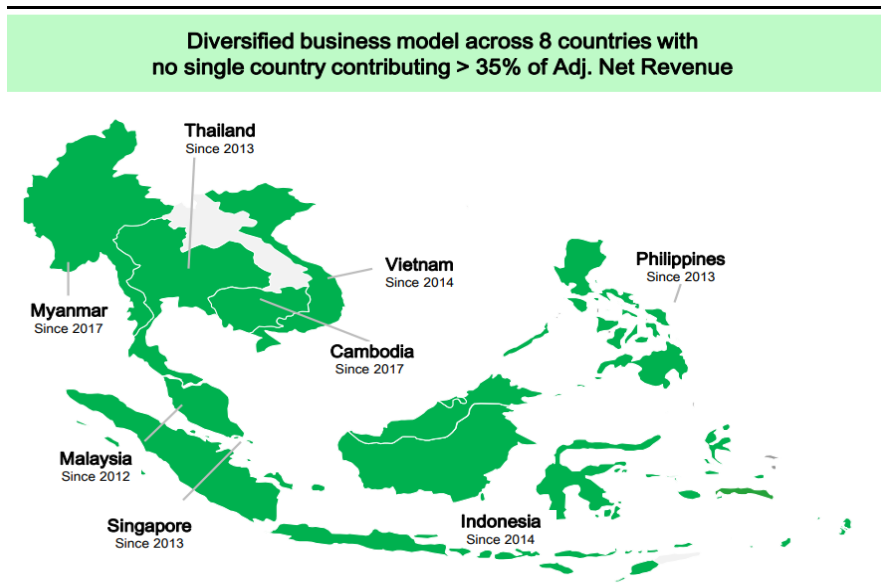 Diversified business model across 8 countries with
no single country contributing > 35% of Adj. Net Revenue
Thailand
Since 2013
Vietnam
Since 2014
Philippines
Since 2013
Myanmar
Since 2017
Cambodia
Since 2017
Malaysia
Since 2012
Singapore
Since 2013
Indonesia
Since 2014